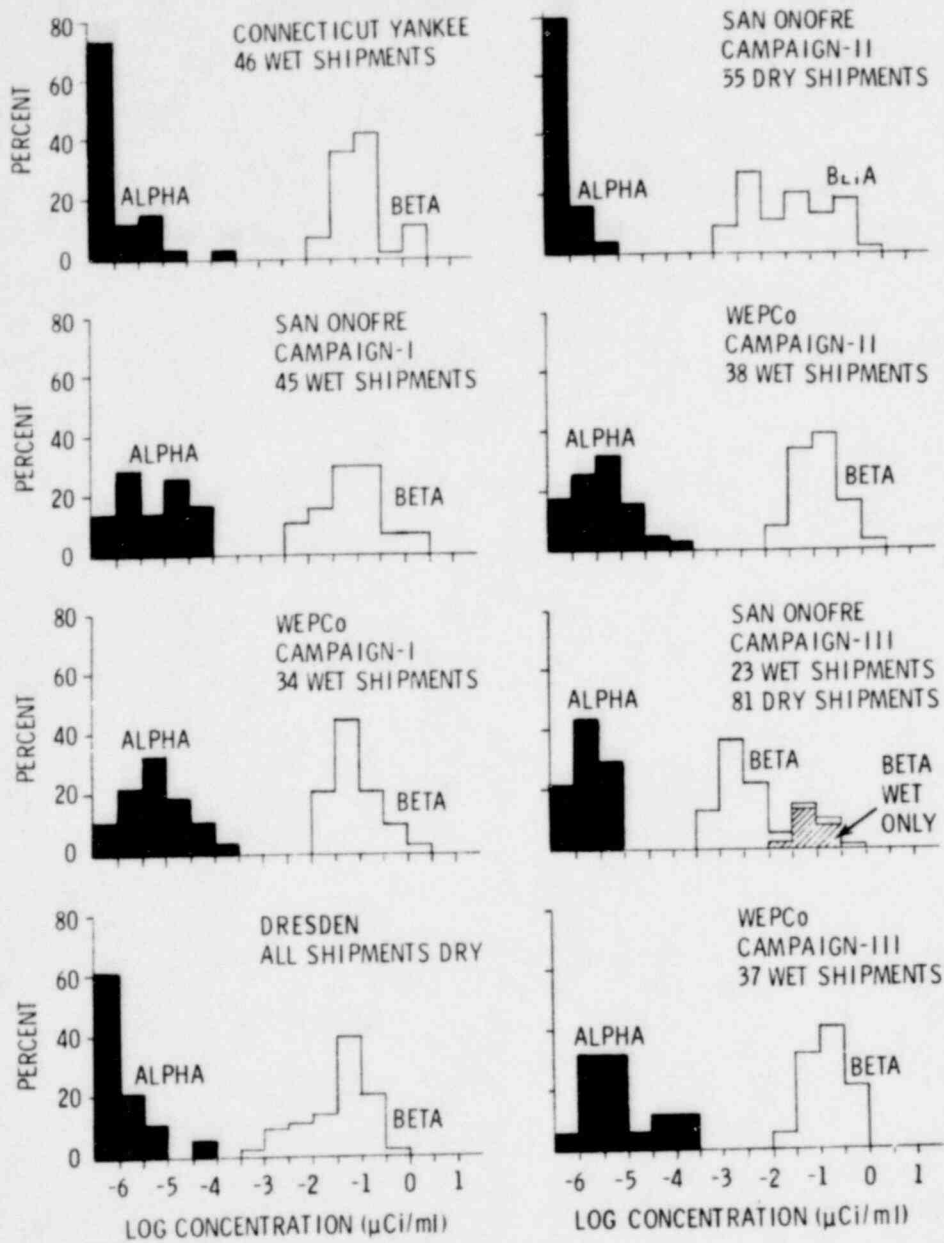 80
60
40
20
0
PERCENT
CONNECTICUT YANKEE
46 WET SHIPMENTS
ALPHA
BETA
SAN ONOFRE
CAMPAIGN-II
55 DRY SHIPMENTS
ALPHA
80
60
40
20
0
PERCENT
SAN ONOFRE
CAMPAIGN-I
45 WET SHIPMENTS
ALPHA
BETA
WEPCo
CAMPAIGN-II
38 WET SHIPMENTS
ALPHA
BETA
80
60
40
20
0
PERCENT
WEPCo
CAMPAIGN-I
34 WET SHIPMENTS
ALPHA
BETA
SAN ONOFRE
CAMPAIGN-III
23 WET SHIPMENTS
81 DRY SHIPMENTS
ALPHA
BETA
BETA
WET
ONLY
80
60
40
20
0
PERCENT
DRESDEN
ALL SHIPMENTS DRY
ALPHA
BETA
-6 -5 -4 -3 -2 -1 0 1
LOG CONCENTRATION (μCi/ml)
WEPCo
CAMPAIGN-III
37 WET SHIPMENTS
ALPHA
BETA
-6 -5 -4 -3 -2 -1 0 1
LOG CONCENTRATION (μCi/ml)